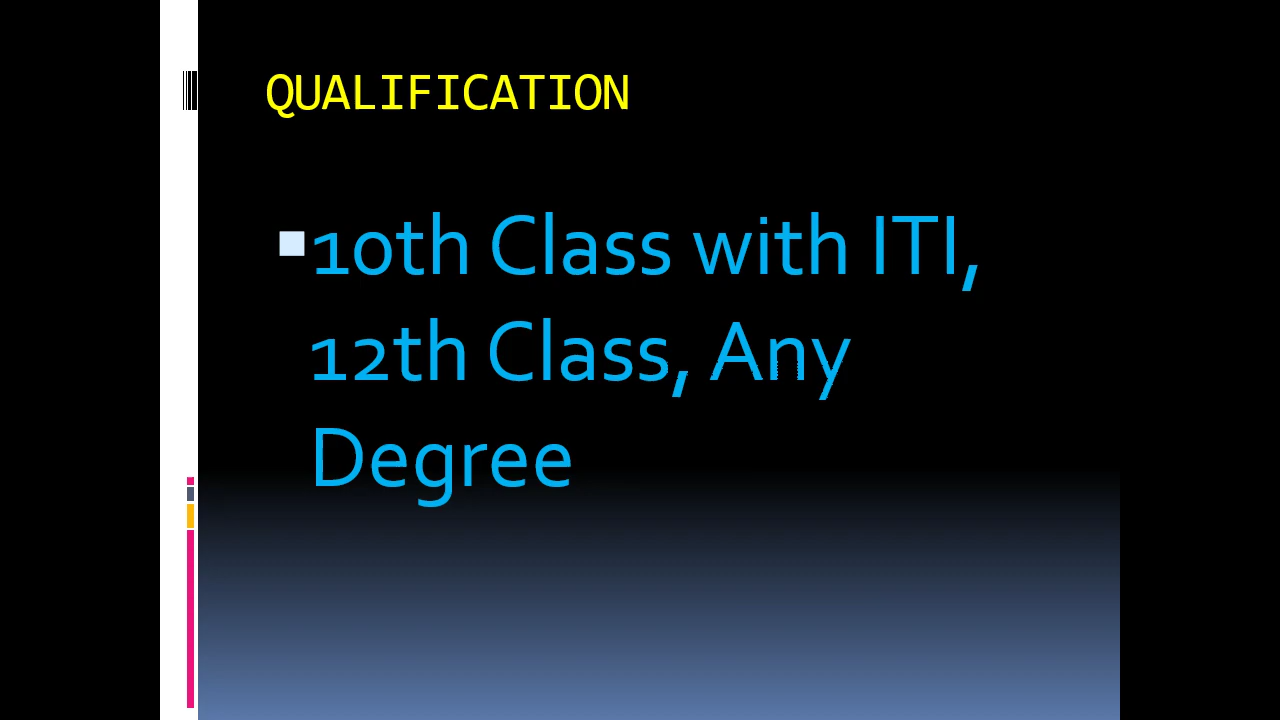 QUALIFICATION
10th Class with ITI,
12th Class, Any
Degree